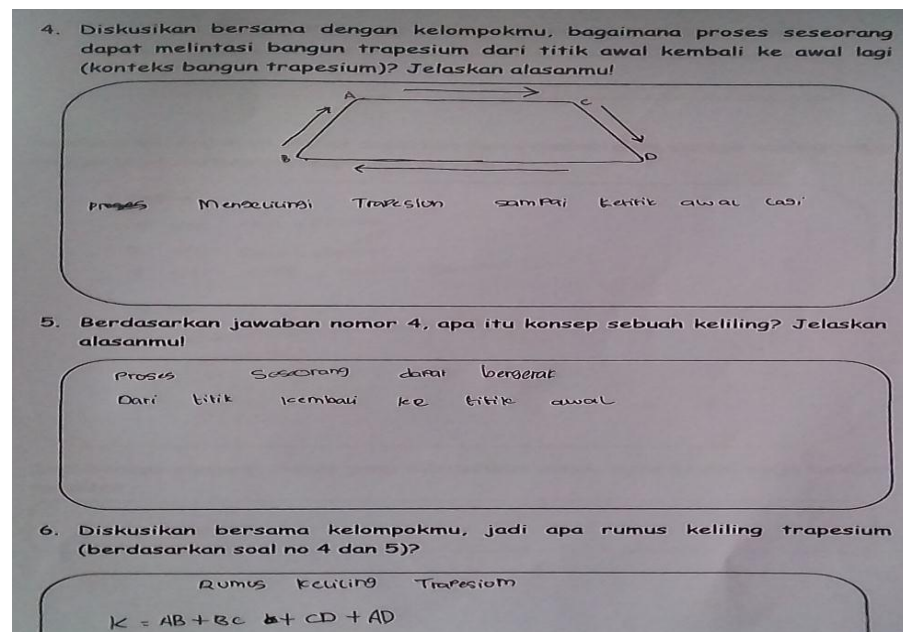 4. Diskusikan bersama dengan kelompokmu, bagaimana proses seseorang
dapat melintasi bangun trapesium dari titik awal kembali ke awal lagi
(konteks bangun trapesium)? Jelaskan alasanmu!
A
C
B
D
proses Mengelilingi Trapesium sampai ketitik awal lagi
5. Berdasarkan jawaban nomor 4, apa itu konsep sebuah keliling? Jelaskan
alasanmu!
Proses Seseorang dapat bergerak
Dari titik kembali ke titik awal
6. Diskusikan bersama kelompokmu, jadi apa rumus keliling trapesium
(berdasarkan soal no 4 dan 5)?
Rumus Keliling Trapesium
K = AB + BC + CD + AD